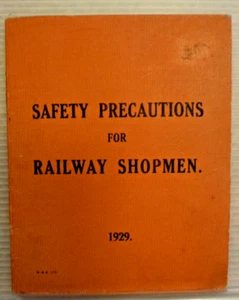 SAFETY PRECAUTIONS
FOR
RAILWAY SHOPMEN.
1929.